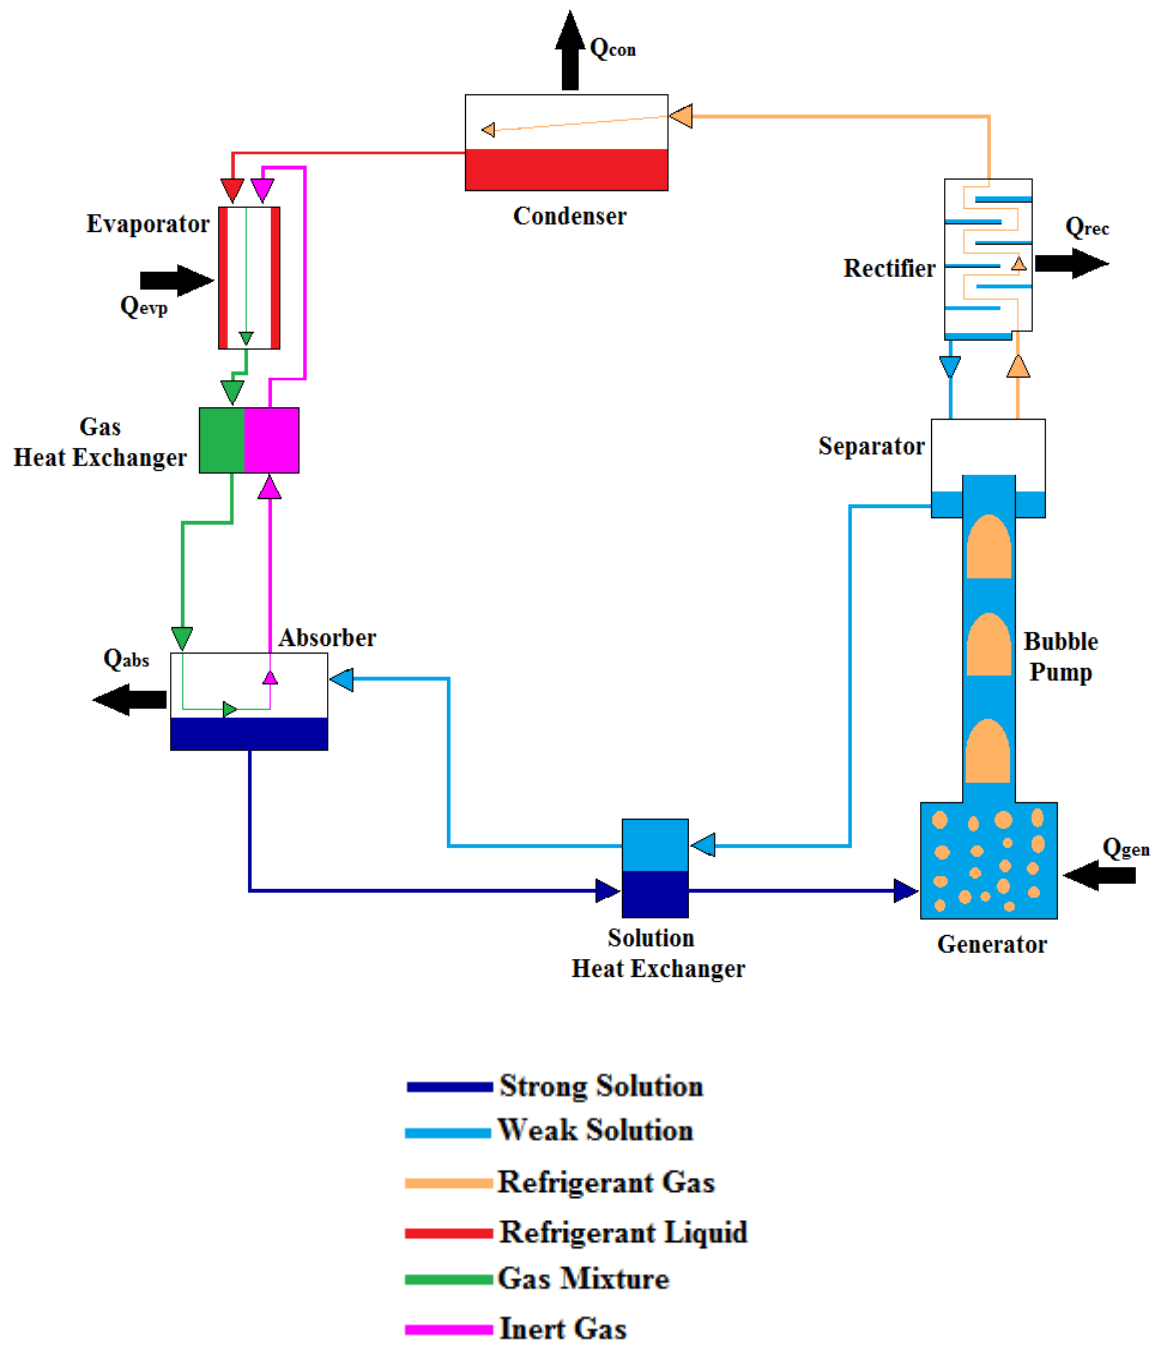 Qcon
Condenser
Evaporator
Qevp
Rectifier
Qrec
Gas
Heat Exchanger
Separator
Absorber
Qabs
Bubble
Pump
Qgen
Solution
Heat Exchanger
Generator
Strong Solution
Weak Solution
Refrigerant Gas
Refrigerant Liquid
Gas Mixture
Inert Gas